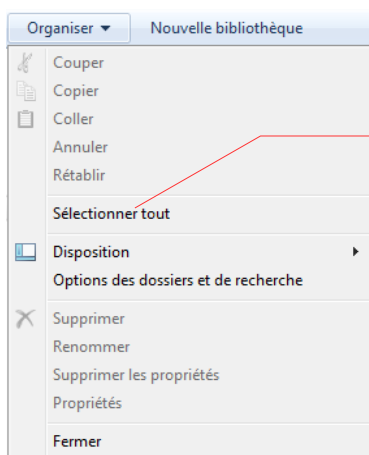 Organiser Nouvelle bibliothèque
Couper
Copier
Coller
Annuler
Rétablir
Sélectionner tout
Disposition
Options des dossiers et de recherche
Supprimer
Renommer
Supprimer les propriétés
Propriétés
Fermer